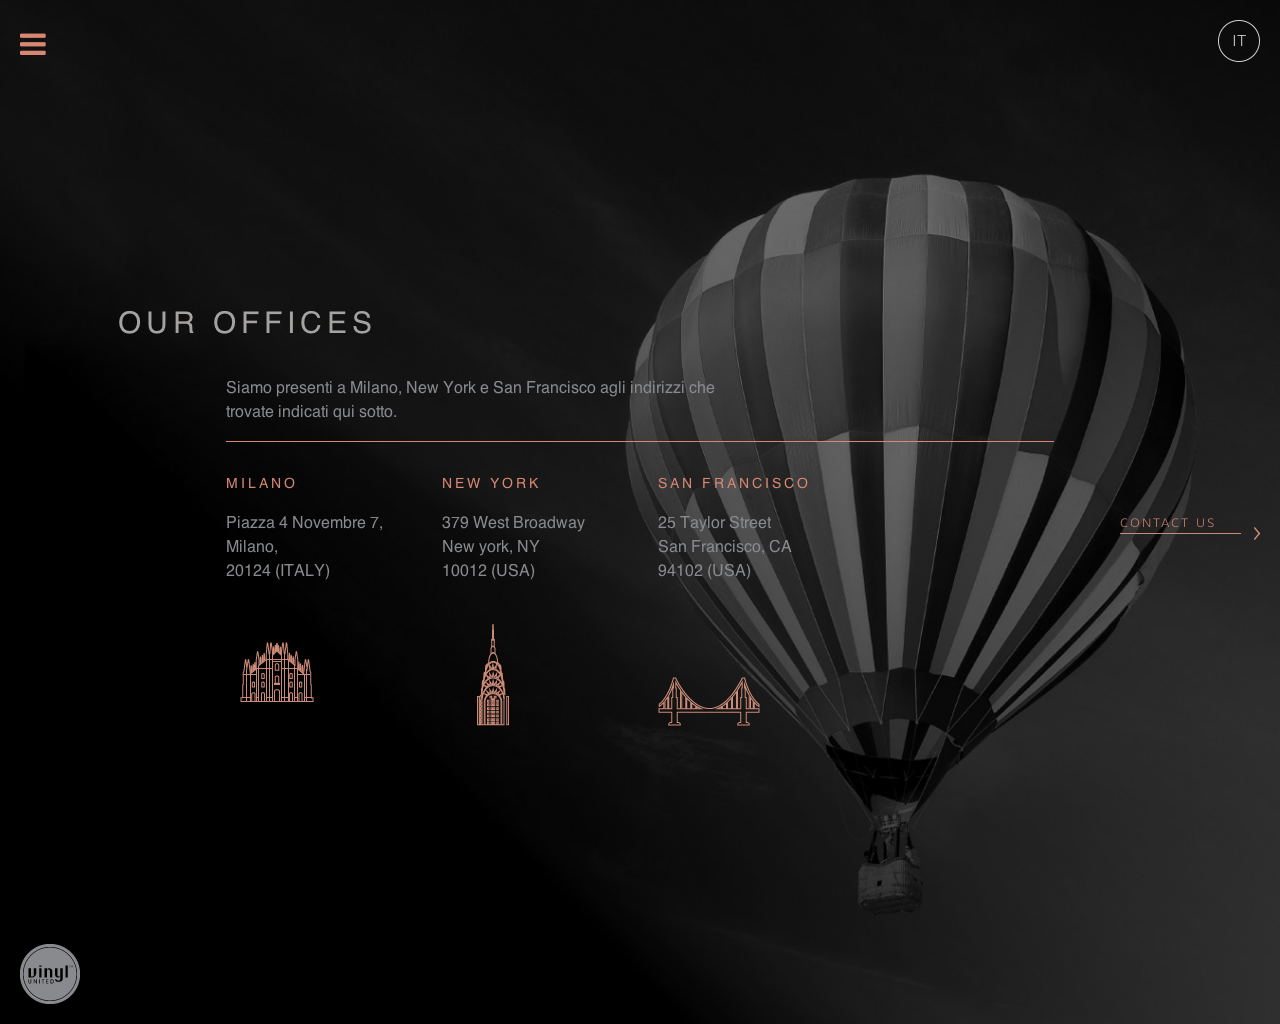 IT
OUR OFFICES
Siamo presenti a Milano, New York e San Francisco agli indirizzi che
trovate indicati qui sotto.
MILANO
Piazza 4 Novembre 7,
Milano,
20124 (ITALY)
NEW YORK
379 West Broadway
New york, NY
10012 (USA)
SAN FRANCISCO
25 Taylor Street
San Francisco, CA
94102 (USA)
CONTACT US
vinyl
UNITED